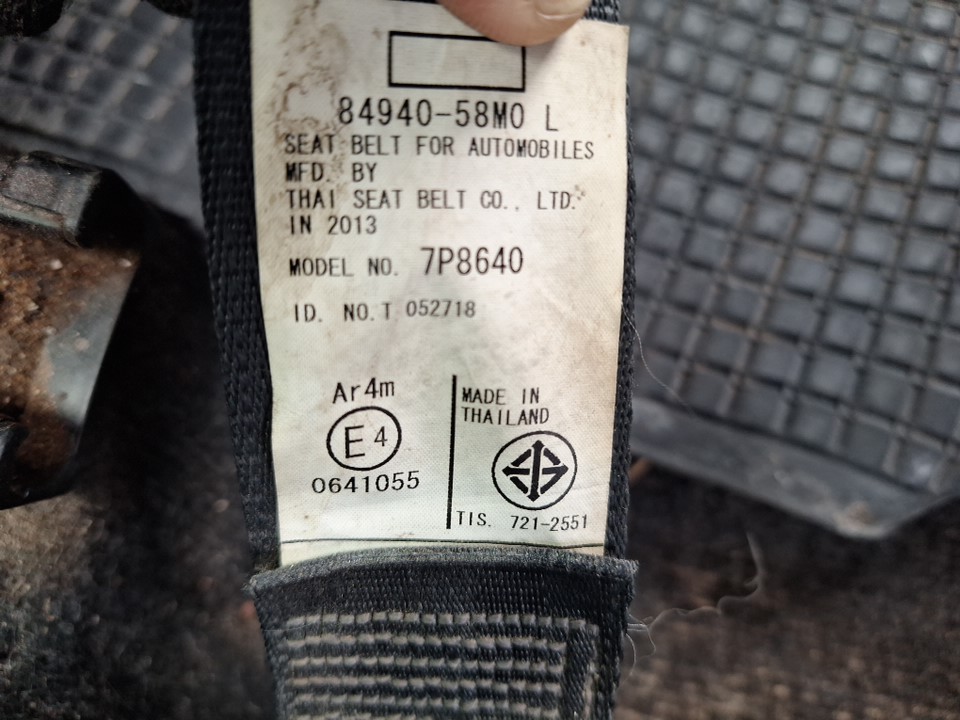 84940-58M0 L
SEAT BELT FOR AUTOMOBILES
MFD. BY
THAI SEAT BELT CO., LTD.
IN 2013
MODEL NO. 7P8640
ID. NO.T 052718
Ar4m
E4
0641055
MADE IN
THAILAND
TIS. 721-2551